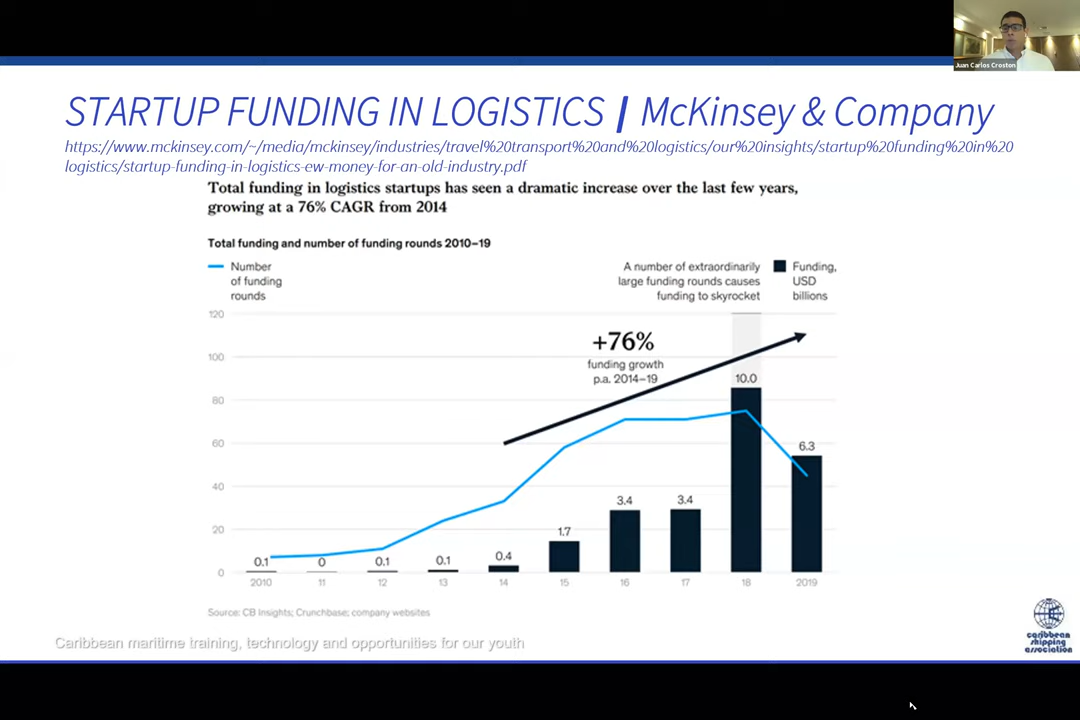 Juan Carlos Croston
STARTUP FUNDING IN LOGISTICS | McKinsey & Company
https://www.mckinsey.com/~/media/mckinsey/industries/travel%20transport%20and%20logistics/our%20insights/startup%20funding%20in%20
logistics/startup-funding-in-logistics-ew-money-for-an-old-industry.pdf
Total funding in logistics startups has seen a dramatic increase over the last few years,
growing at a 76% CAGR from 2014
Total funding and number of funding rounds 2010–19
Number
of funding
rounds
A number of extraordinarily
large funding rounds causes
funding to skyrocket
Funding,
USD
billions
120
100
80
60
40
20
0
+76%
funding growth
p.a. 2014–19
0.1
0
0.1
0.1
0.4
1.7
3.4
3.4
10.0
6.3
2010
11
12
13
14
15
16
17
18
2019
Source: CB Insights; Crunchbase; company websites
Caribbean maritime training, technology and opportunities for our youth
caribbean
shipping
association